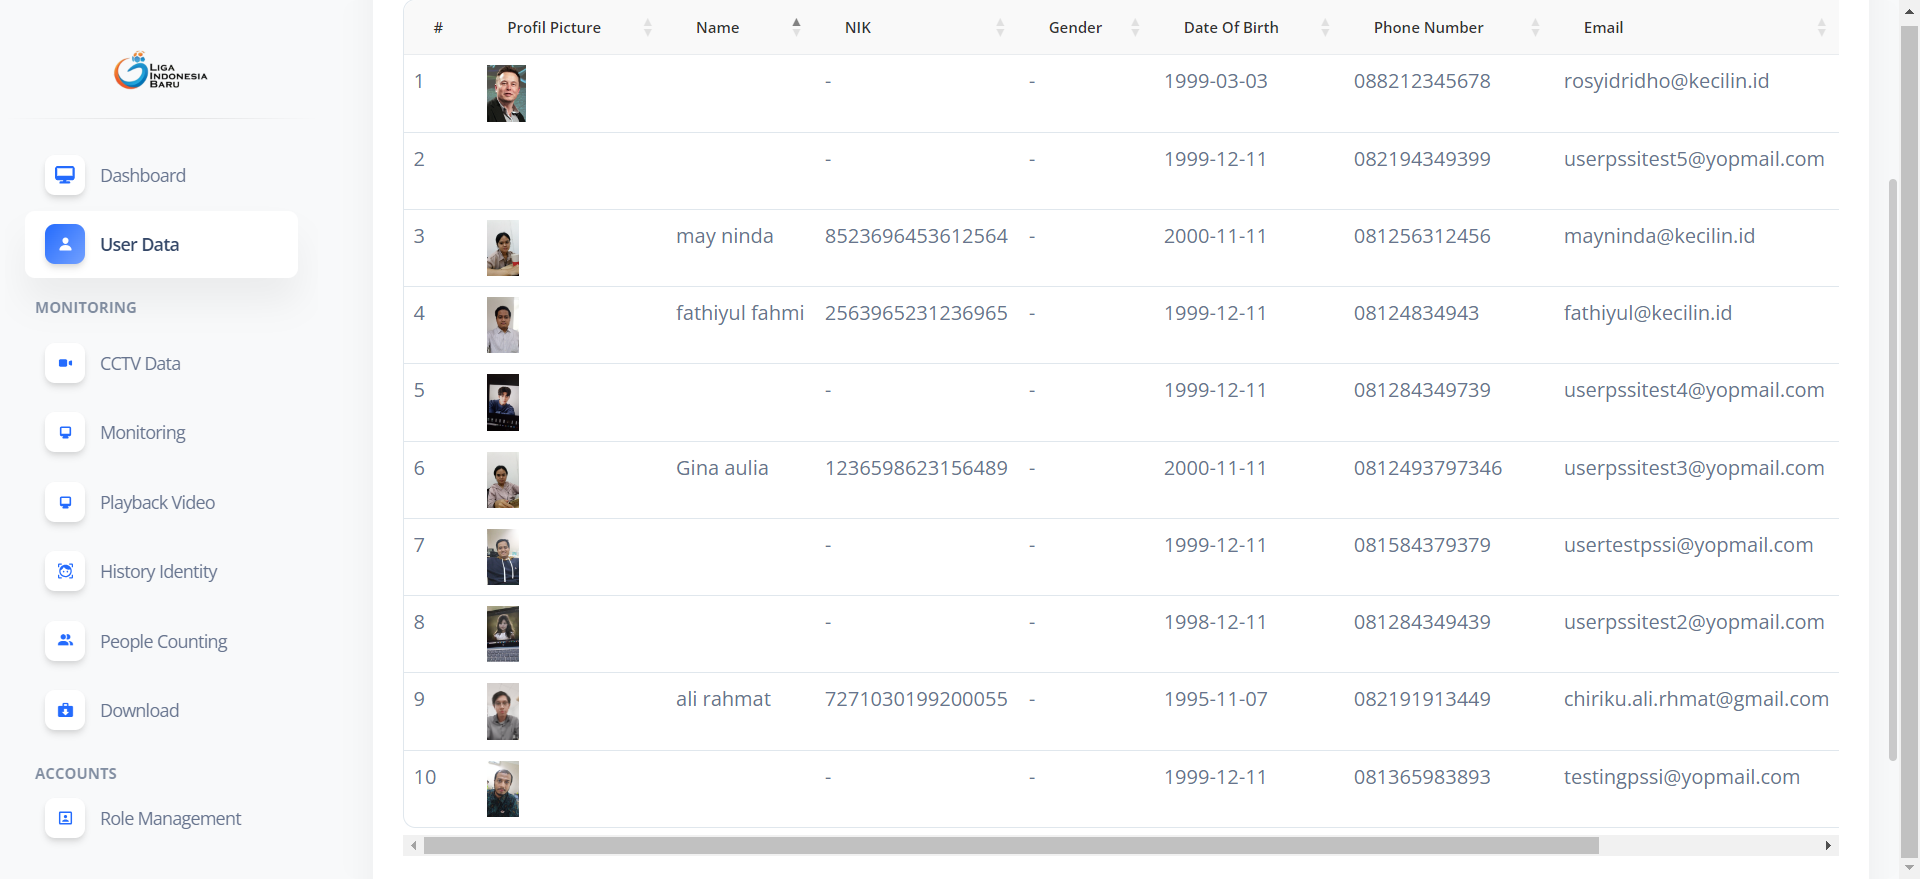 LIGA
INDONESIA
BARU
Dashboard
User Data
MONITORING
CCTV Data
Monitoring
Playback Video
History Identity
People Counting
Download
ACCOUNTS
Role Management
# Profil Picture Name NIK Gender Date Of Birth Phone Number Email
1 - - 1999-03-03 088212345678 rosyidridho@kecilin.id
2 - - 1999-12-11 082194349399 userpssitest5@yopmail.com
3 may ninda 8523696453612564 - 2000-11-11 081256312456 mayninda@kecilin.id
4 fathiyul fahmi 2563965231236965 - 1999-12-11 08124834943 fathiyul@kecilin.id
5 - - 1999-12-11 081284349739 userpssitest4@yopmail.com
6 Gina aulia 1236598623156489 - 2000-11-11 0812493797346 userpssitest3@yopmail.com
7 - - 1999-12-11 081584379379 usertestpssi@yopmail.com
8 - - 1998-12-11 081284349439 userpssitest2@yopmail.com
9 ali rahmat 7271030199200055 - 1995-11-07 082191913449 chiriku.ali.rhmat@gmail.com
10 - - 1999-12-11 081365983893 testingpssi@yopmail.com